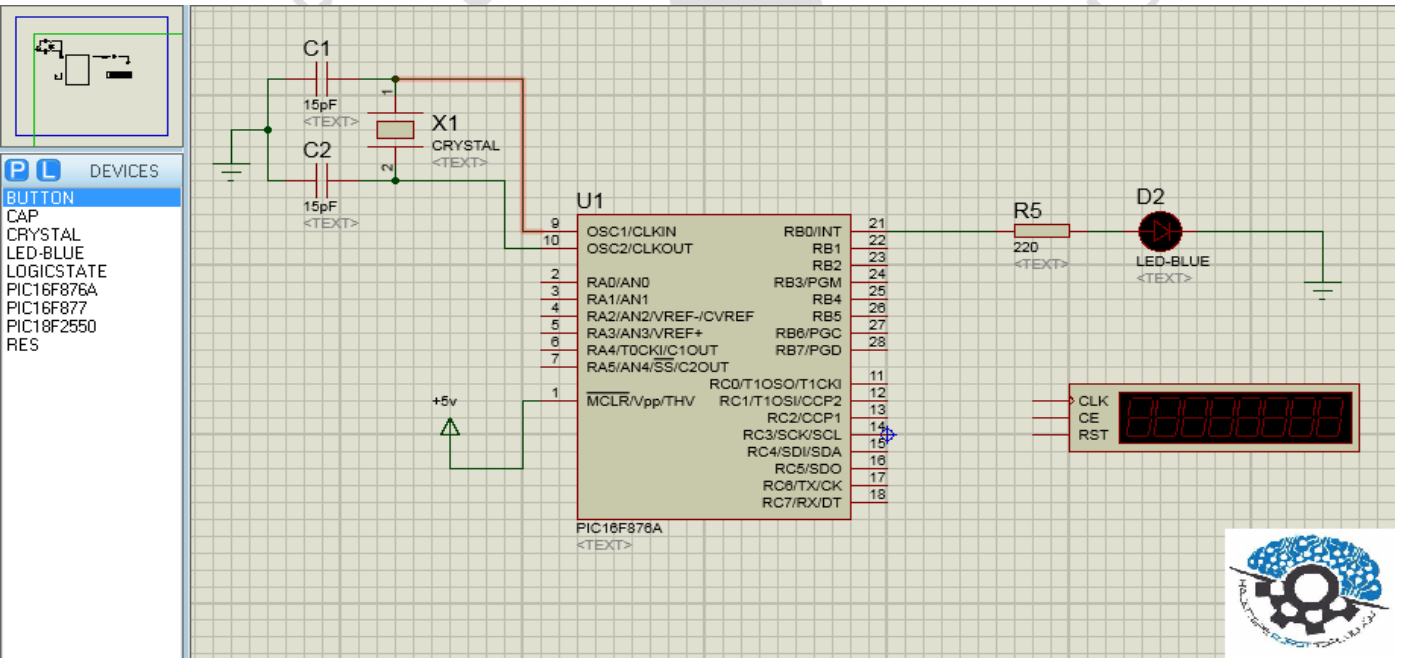 P L DEVICES
BUTTON
CAP
CRYSTAL
LED-BLUE
LOGICSTATE
PIC16F876A
PIC16F877
PIC18F2550
RES
C1
15pF
<TEXT>
C2
15pF
<TEXT>
1
2
X1
CRYSTAL
<TEXT>
U1
9 OSC1/CLKIN
10 OSC2/CLKOUT
2 RA0/AN0
3 RA1/AN1
4 RA2/AN2/VREF-/CVREF
5 RA3/AN3/VREF+
6 RA4/T0CKI/C1OUT
7 RA5/AN4/SS/C2OUT
1 MCLR/Vpp/THV
RB0/INT 21
RB1 22
RB2 23
RB3/PGM 24
RB4 25
RB5 26
RB6/PGC 27
RB7/PGD 28
RC0/T1OSO/T1CKI 11
RC1/T1OSI/CCP2 12
RC2/CCP1 13
RC3/SCK/SCL 14
RC4/SDI/SDA 15
RC5/SDO 16
RC6/TX/CK 17
RC7/RX/DT 18
PIC16F876A
<TEXT>
+5v
R5
220
<TEXT>
D2
LED-BLUE
<TEXT>
CLK
CE
RST